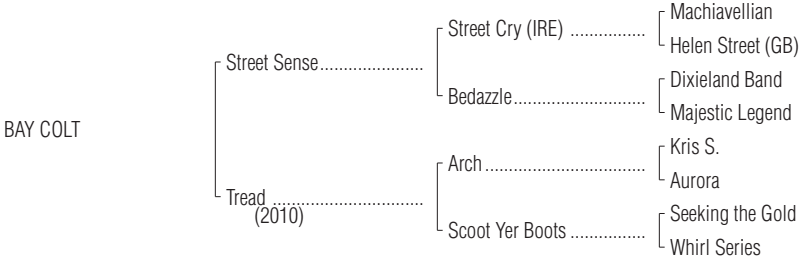 Machiavellian
Street Cry (IRE) ................
Helen Street (GB)
Street Sense......................
Dixieland Band
Bedazzle............................
Majestic Legend
BAY COLT
Kris S.
Arch ..................................
Aurora
Tread ................................
(2010)
Seeking the Gold
Scoot Yer Boots ................
Whirl Series